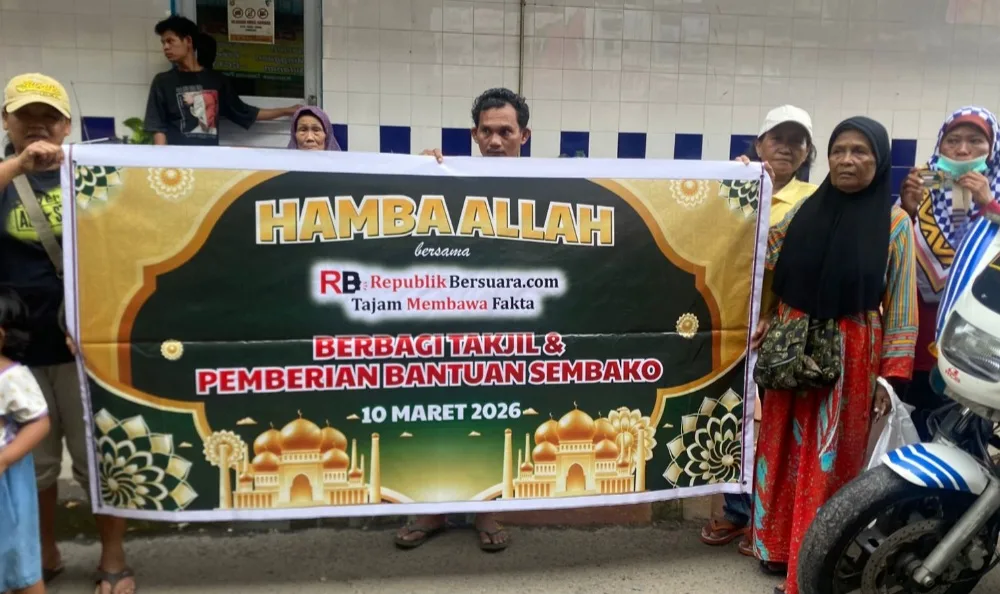 HAMBA ALLAH
bersama
RB RepublikBersuara.com
Tajam Membawa Fakta
BERBAGI TAKJIL &
PEMBERIAN BANTUAN SEMBAKO
10 MARET 2026